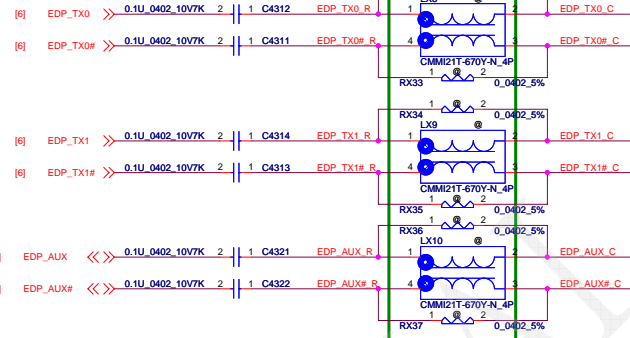 [6] EDP_TX0 0.1U_0402_10V7K 2 1 C4312 EDP_TX0_R 1 2 EDP_TX0_C
[6] EDP_TX0# 0.1U_0402_10V7K 2 1 C4311 EDP_TX0#_R 4 3 EDP_TX0#_C
CMMI21T-670Y-N_4P
1 @ 2
RX33 0_0402_5%
RX34 1 @ 2 0_0402_5%
LX9 @
[6] EDP_TX1 0.1U_0402_10V7K 2 1 C4314 EDP_TX1_R 1 2 EDP_TX1_C
[6] EDP_TX1# 0.1U_0402_10V7K 2 1 C4313 EDP_TX1#_R 4 3 EDP_TX1#_C
CMMI21T-670Y-N_4P
1 @ 2
RX35 0_0402_5%
RX36 1 @ 2 0_0402_5%
LX10 @
EDP_AUX 0.1U_0402_10V7K 2 1 C4321 EDP_AUX_R 1 2 EDP_AUX_C
EDP_AUX# 0.1U_0402_10V7K 2 1 C4322 EDP_AUX#_R 4 3 EDP_AUX#_C
CMMI21T-670Y-N_4P
1 @ 2
RX37 0_0402_5%